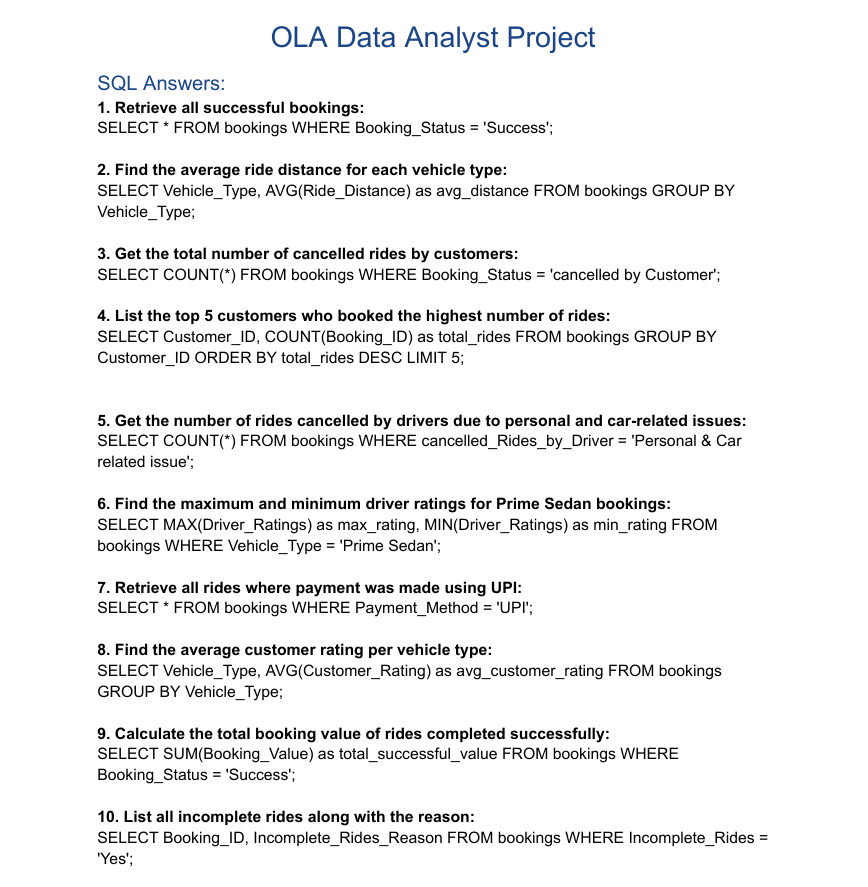 OLA Data Analyst Project
SQL Answers:
1. Retrieve all successful bookings:
SELECT * FROM bookings WHERE Booking_Status = 'Success';
2. Find the average ride distance for each vehicle type:
SELECT Vehicle_Type, AVG(Ride_Distance) as avg_distance FROM bookings GROUP BY
Vehicle_Type;
3. Get the total number of cancelled rides by customers:
SELECT COUNT(*) FROM bookings WHERE Booking_Status = 'cancelled by Customer';
4. List the top 5 customers who booked the highest number of rides:
SELECT Customer_ID, COUNT(Booking_ID) as total_rides FROM bookings GROUP BY
Customer_ID ORDER BY total_rides DESC LIMIT 5;
5. Get the number of rides cancelled by drivers due to personal and car-related issues:
SELECT COUNT(*) FROM bookings WHERE cancelled_Rides_by_Driver = 'Personal & Car
related issue';
6. Find the maximum and minimum driver ratings for Prime Sedan bookings:
SELECT MAX(Driver_Ratings) as max_rating, MIN(Driver_Ratings) as min_rating FROM
bookings WHERE Vehicle_Type = 'Prime Sedan';
7. Retrieve all rides where payment was made using UPI:
SELECT * FROM bookings WHERE Payment_Method = 'UPI';
8. Find the average customer rating per vehicle type:
SELECT Vehicle_Type, AVG(Customer_Rating) as avg_customer_rating FROM bookings
GROUP BY Vehicle_Type;
9. Calculate the total booking value of rides completed successfully:
SELECT SUM(Booking_Value) as total_successful_value FROM bookings WHERE
Booking_Status = 'Success';
10. List all incomplete rides along with the reason:
SELECT Booking_ID, Incomplete_Rides_Reason FROM bookings WHERE Incomplete_Rides =
'Yes';